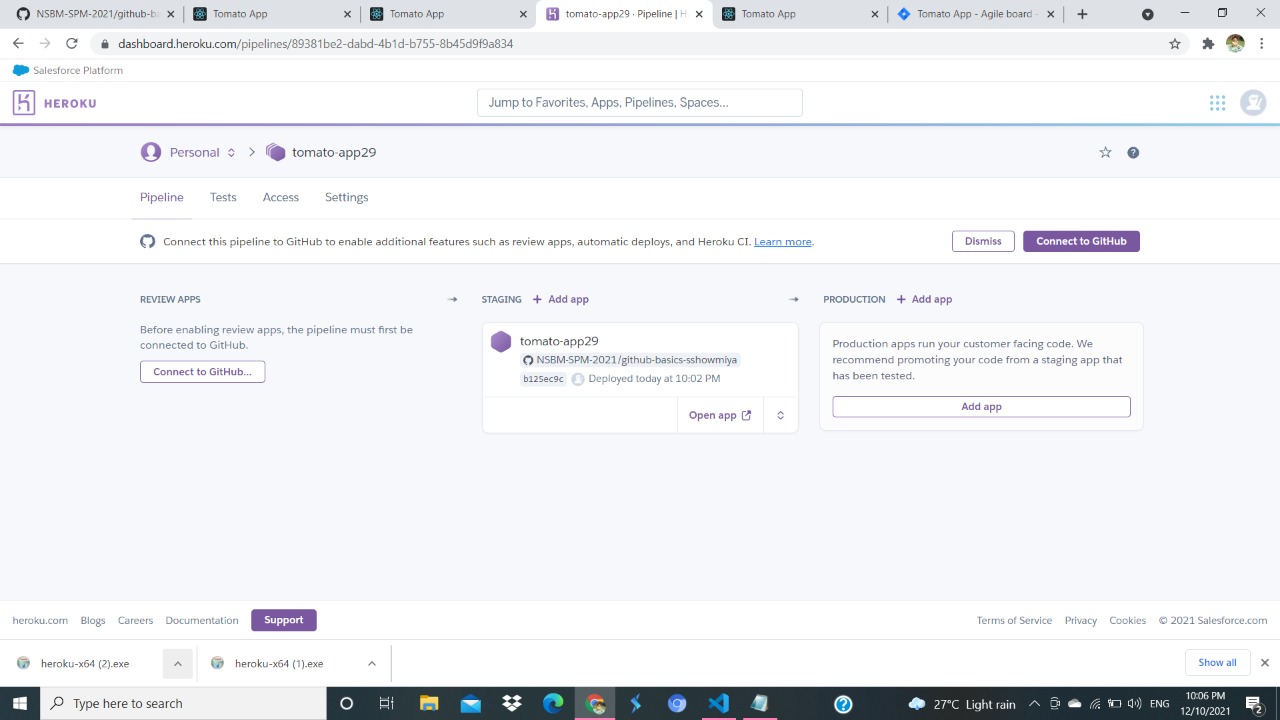 NSBM-SPM-2021/github-ba
Tomato App
Tomato App
tomato-app29 · Pipeline | H
Tomato App
Tomato App - Agile board -
dashboard.heroku.com/pipelines/89381be2-dabd-4b1d-b755-8b45d9f9a834
Salesforce Platform
HEROKU
Jump to Favorites, Apps, Pipelines, Spaces...
Personal
tomato-app29
Pipeline
Tests
Access
Settings
Connect this pipeline to GitHub to enable additional features such as review apps, automatic deploys, and Heroku CI. Learn more.
Dismiss
Connect to GitHub
REVIEW APPS
Before enabling review apps, the pipeline must first be
connected to GitHub.
Connect to GitHub...
STAGING + Add app
tomato-app29
NSBM-SPM-2021/github-basics-sshowmiya
b125ec9c Deployed today at 10:02 PM
Open app
PRODUCTION + Add app
Production apps run your customer facing code. We
recommend promoting your code from a staging app that
has been tested.
Add app
heroku.com
Blogs
Careers
Documentation
Support
Terms of Service
Privacy
Cookies
© 2021 Salesforce.com
heroku-x64 (2).exe
heroku-x64 (1).exe
Show all
Type here to search
27°C Light rain
ENG
10:06 PM
12/10/2021
2